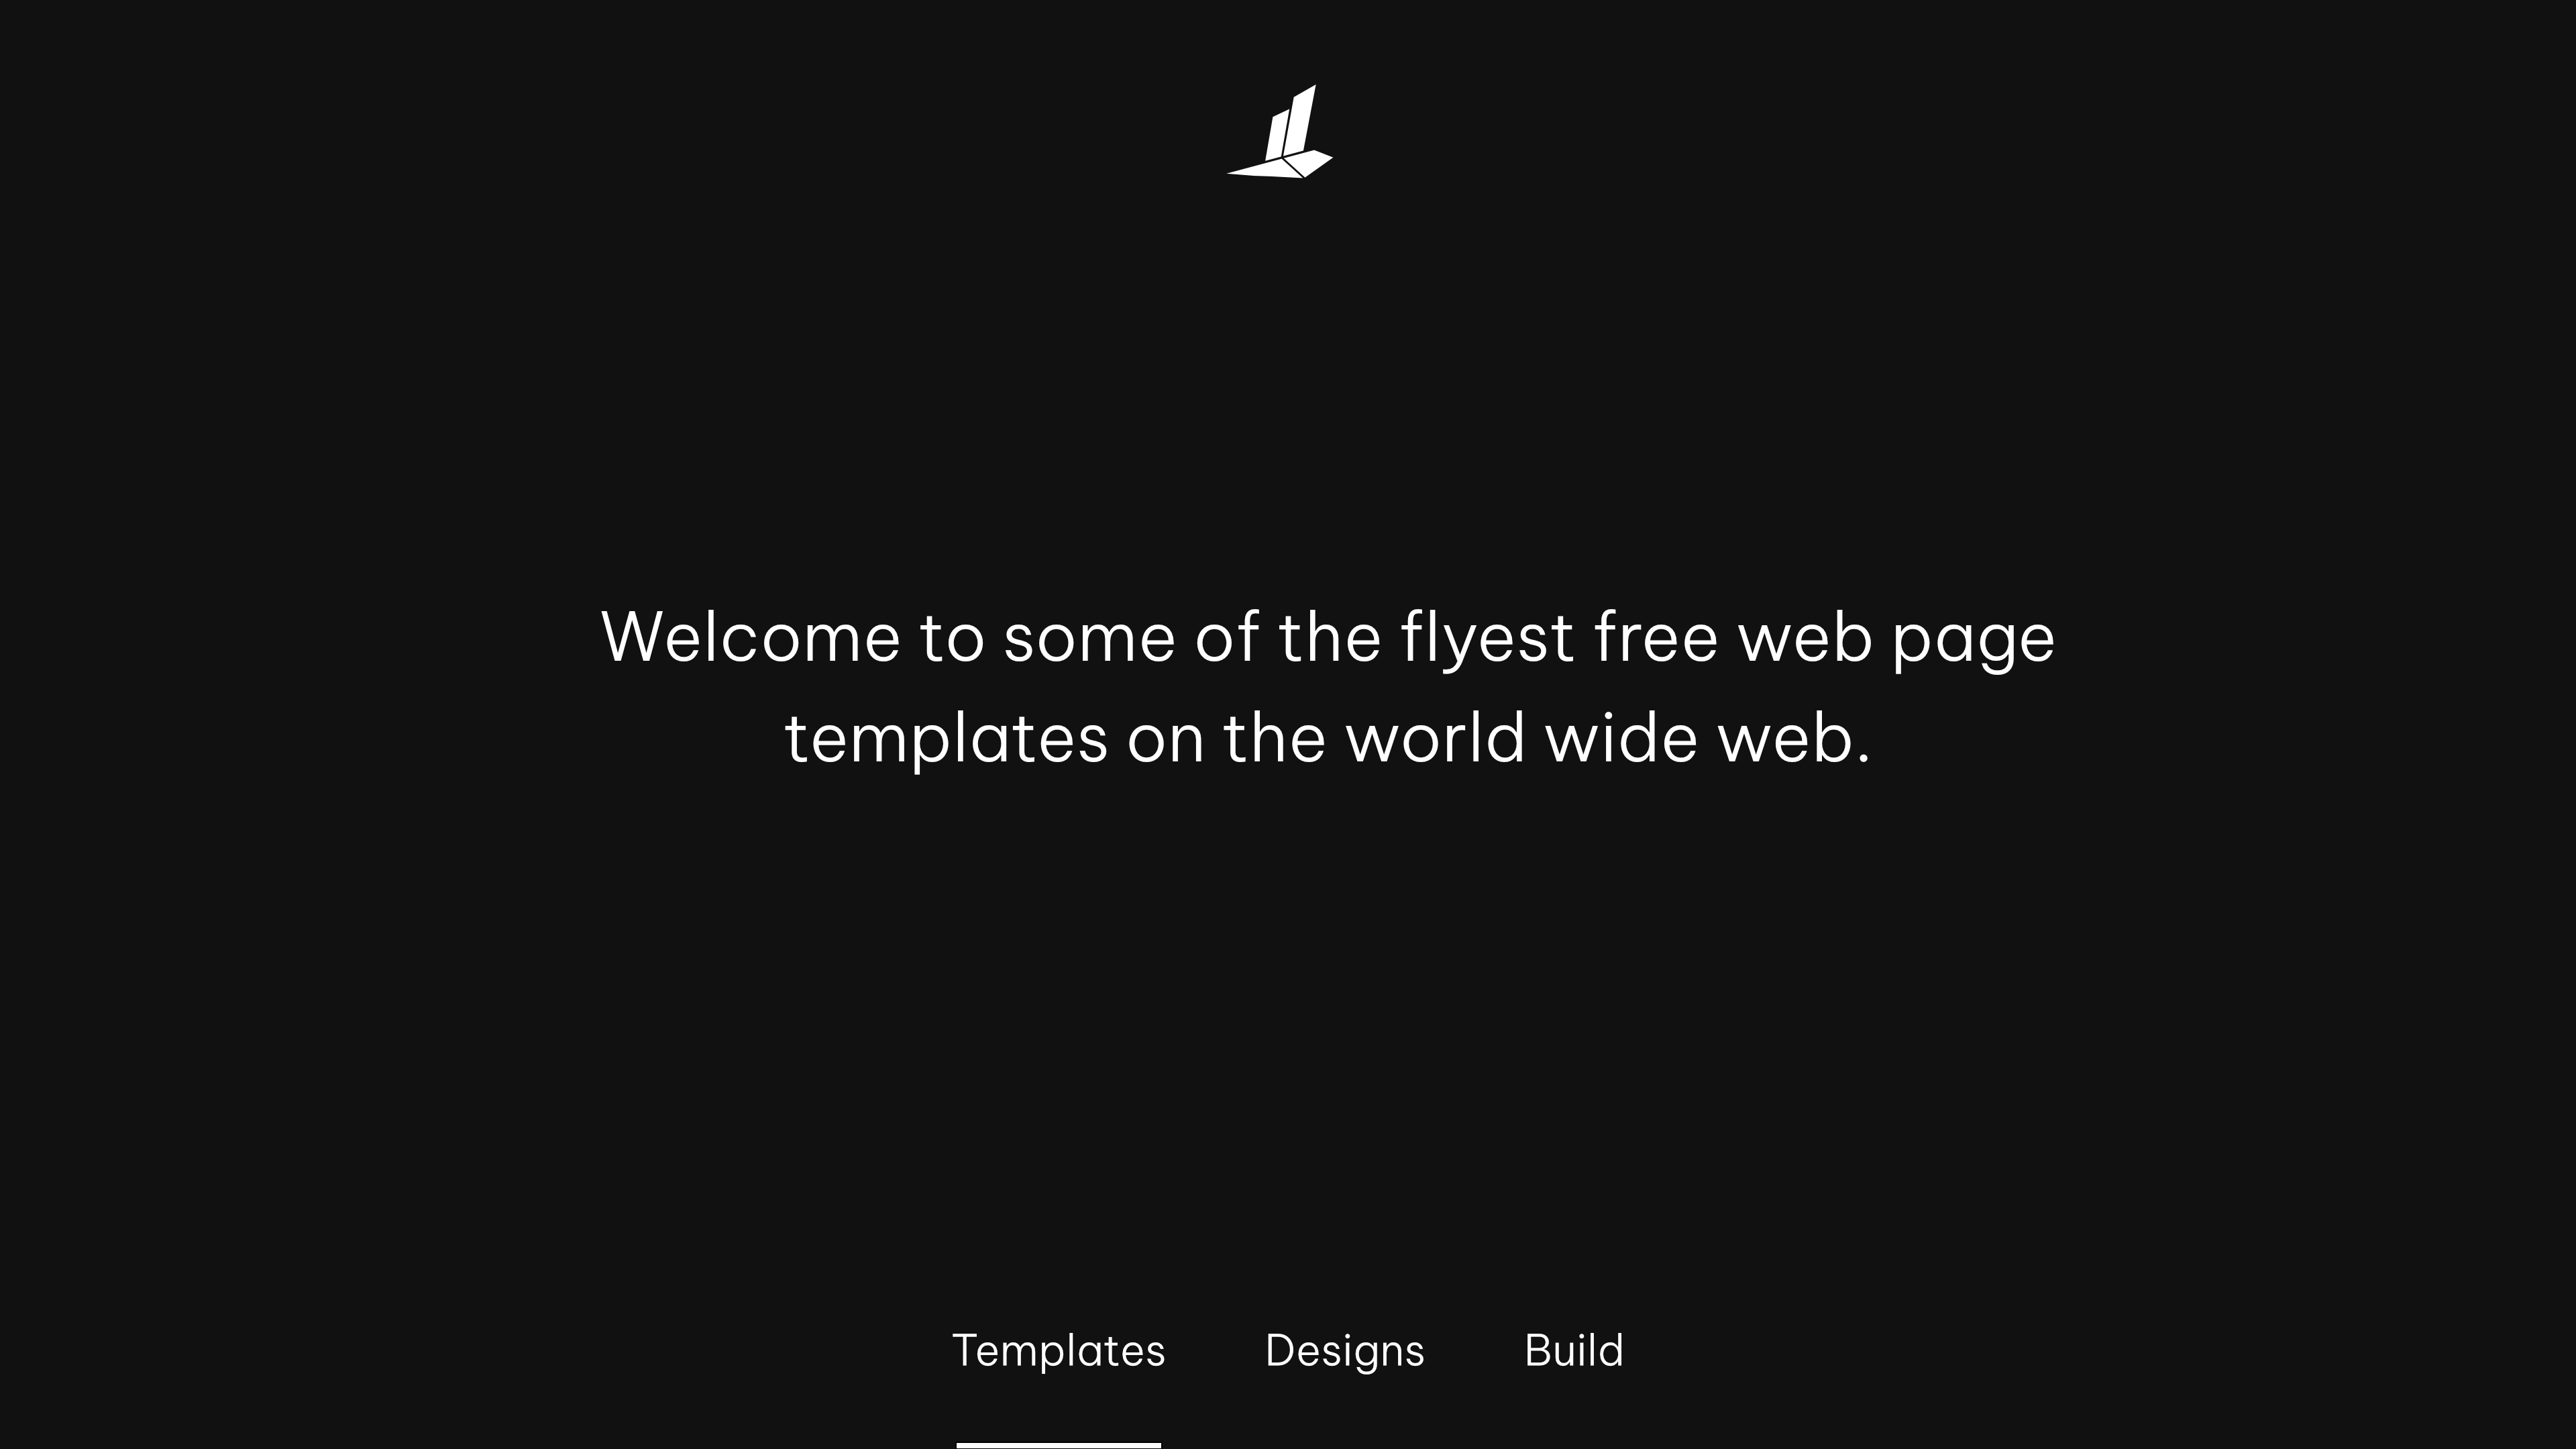 Welcome to some of the flyest free web page
templates on the world wide web.
Templates Designs Build